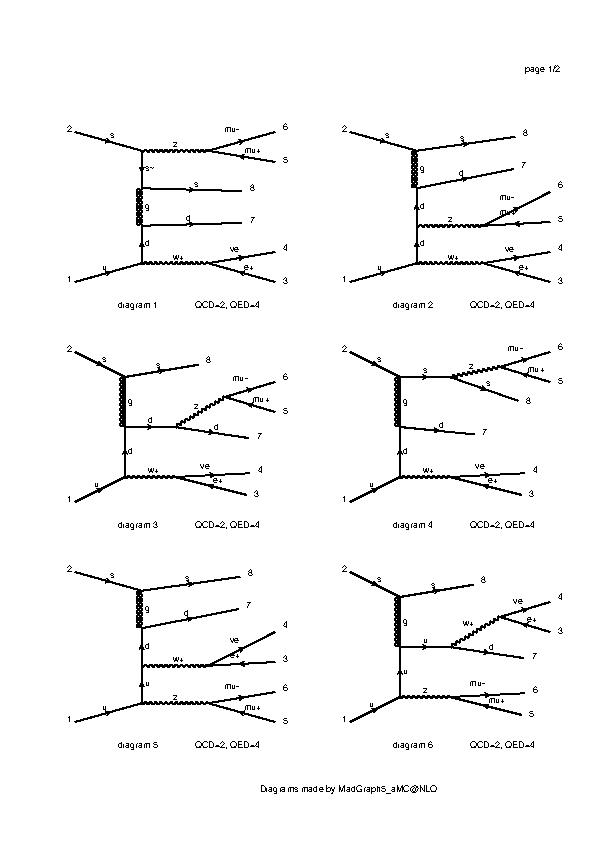 page 1/2
2 s z mu- 6
mu+ 5
s~
s 8
g
d 7
d
1 u w+ ve 4
e+ 3
diagram 1 QCD=2, QED=4
2 s s 8
g
d 7
d mu- 6
z mu+ 5
d
1 u w+ ve 4
e+ 3
diagram 2 QCD=2, QED=4
2 s s 8
g
z mu- 6
mu+ 5
d d 7
d
1 u w+ ve 4
e+ 3
diagram 3 QCD=2, QED=4
2 s s z mu- 6
mu+ 5
s 8
g
d 7
d
1 u w+ ve 4
e+ 3
diagram 4 QCD=2, QED=4
2 s s 8
g
d 7
d ve 4
w+ e+ 3
u
1 u z mu- 6
mu+ 5
diagram 5 QCD=2, QED=4
2 s s 8
g
w+ ve 4
e+ 3
u d 7
u
1 u z mu- 6
mu+ 5
diagram 6 QCD=2, QED=4
Diagrams made by MadGraph5_aMC@NLO